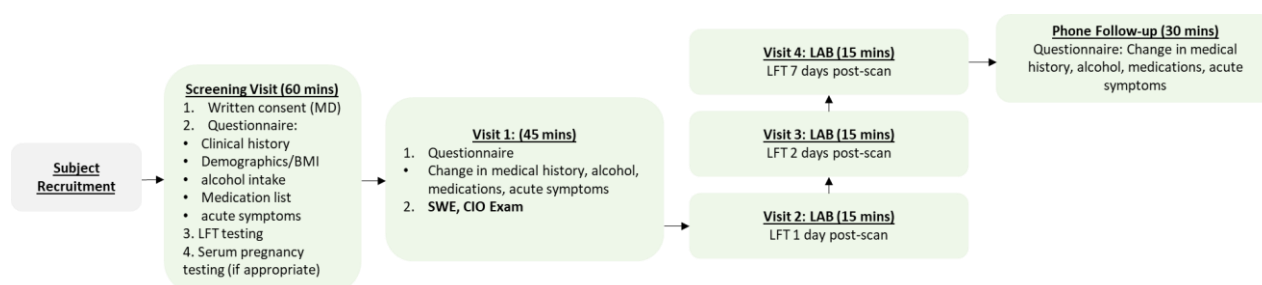 Subject
Recruitment
Screening Visit (60 mins)
1. Written consent (MD)
2. Questionnaire:
• Clinical history
• Demographics/BMI
• alcohol intake
• Medication list
• acute symptoms
3. LFT testing
4. Serum pregnancy
testing (if appropriate)
Visit 1: (45 mins)
1. Questionnaire
• Change in medical history, alcohol,
medications, acute symptoms
2. SWE, CIO Exam
Visit 2: LAB (15 mins)
LFT 1 day post-scan
Visit 3: LAB (15 mins)
LFT 2 days post-scan
Visit 4: LAB (15 mins)
LFT 7 days post-scan
Phone Follow-up (30 mins)
Questionnaire: Change in medical
history, alcohol, medications, acute
symptoms